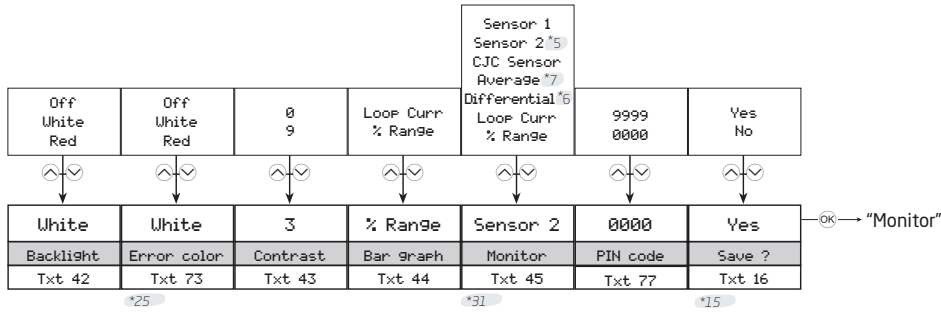 Sensor 1
Sensor 2 *5
CJC Sensor
Average *7
Differential *6
Loop Curr
% Range
Off
White
Red
Off
White
Red
0
9
Loop Curr
% Range
9999
0000
Yes
No
White
White
3
% Range
Sensor 2
0000
Yes
OK
"Monitor"
Backlight
Error color
Contrast
Bar graph
Monitor
PIN code
Save ?
Txt 42
Txt 73
Txt 43
Txt 44
Txt 45
Txt 77
Txt 16
*25
*31
*15